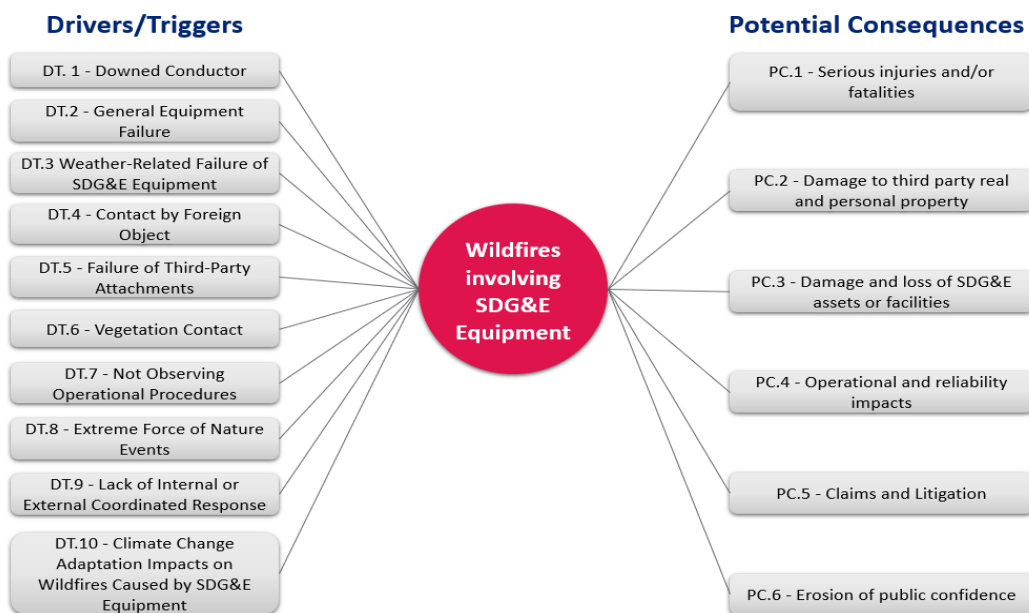 Drivers/Triggers
DT. 1 - Downed Conductor
DT.2 - General Equipment
Failure
DT.3 Weather-Related Failure of
SDG&E Equipment
DT.4 - Contact by Foreign
Object
DT.5 - Failure of Third-Party
Attachments
DT.6 - Vegetation Contact
DT.7 - Not Observing
Operational Procedures
DT.8 - Extreme Force of Nature
Events
DT.9 - Lack of Internal or
External Coordinated Response
DT.10 - Climate Change
Adaptation Impacts on
Wildfires Caused by SDG&E
Equipment
Wildfires
involving
SDG&E
Equipment
Potential Consequences
PC.1 - Serious injuries and/or
fatalities
PC.2 - Damage to third party real
and personal property
PC.3 - Damage and loss of SDG&E
assets or facilities
PC.4 - Operational and reliability
impacts
PC.5 - Claims and Litigation
PC.6 - Erosion of public confidence